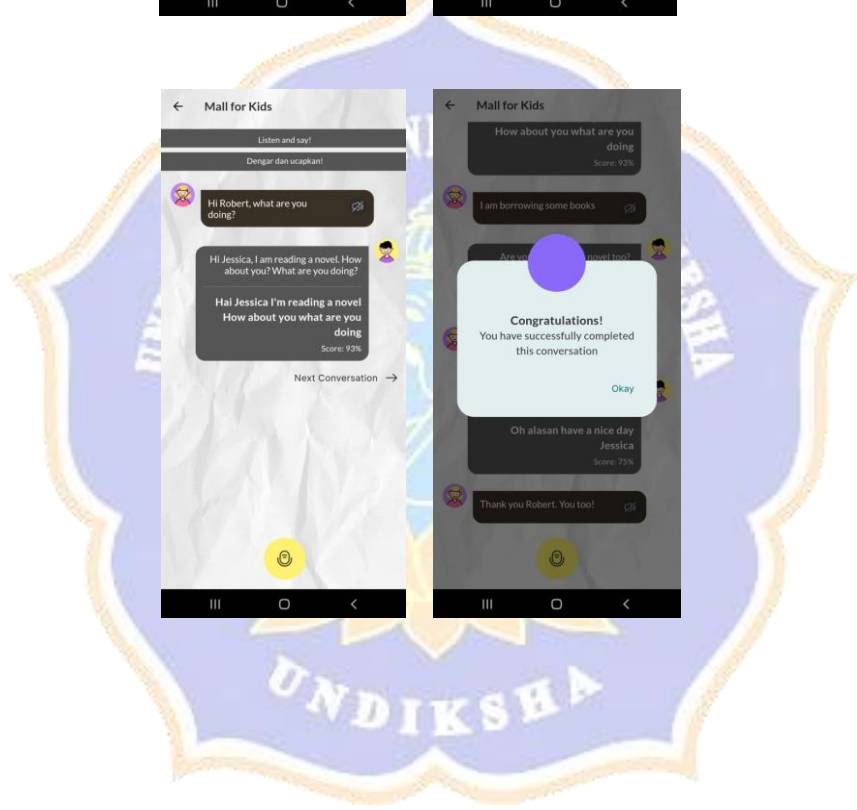 Mall for Kids
Listen and say!
Dengar dan ucapkan!
Hi Robert, what are you
doing?
Hi Jessica, I am reading a novel. How
about you? What are you doing?
Hai Jessica I'm reading a novel
How about you what are you
doing
Score: 93%
Next Conversation →
Mall for Kids
How about you what are you
doing
Score: 93%
I am borrowing some books
Are you novel too?
Congratulations!
You have successfully completed
this conversation
Okay
Oh alasan have a nice day
Jessica
Score: 75%
Thank you Robert. You too!
UNDIKSHA